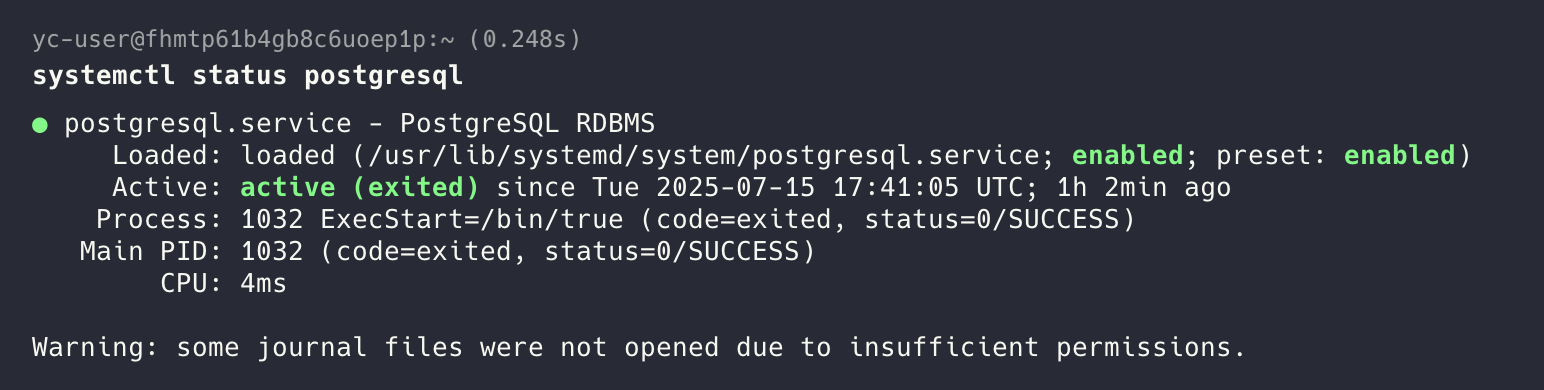 yc-user@fhmtp61b4gb8c6uoep1p:~ (0.248s)
systemctl status postgresql
● postgresql.service - PostgreSQL RDBMS
Loaded: loaded (/usr/lib/systemd/system/postgresql.service; enabled; preset: enabled)
Active: active (exited) since Tue 2025-07-15 17:41:05 UTC; 1h 2min ago
Process: 1032 ExecStart=/bin/true (code=exited, status=0/SUCCESS)
Main PID: 1032 (code=exited, status=0/SUCCESS)
CPU: 4ms
Warning: some journal files were not opened due to insufficient permissions.